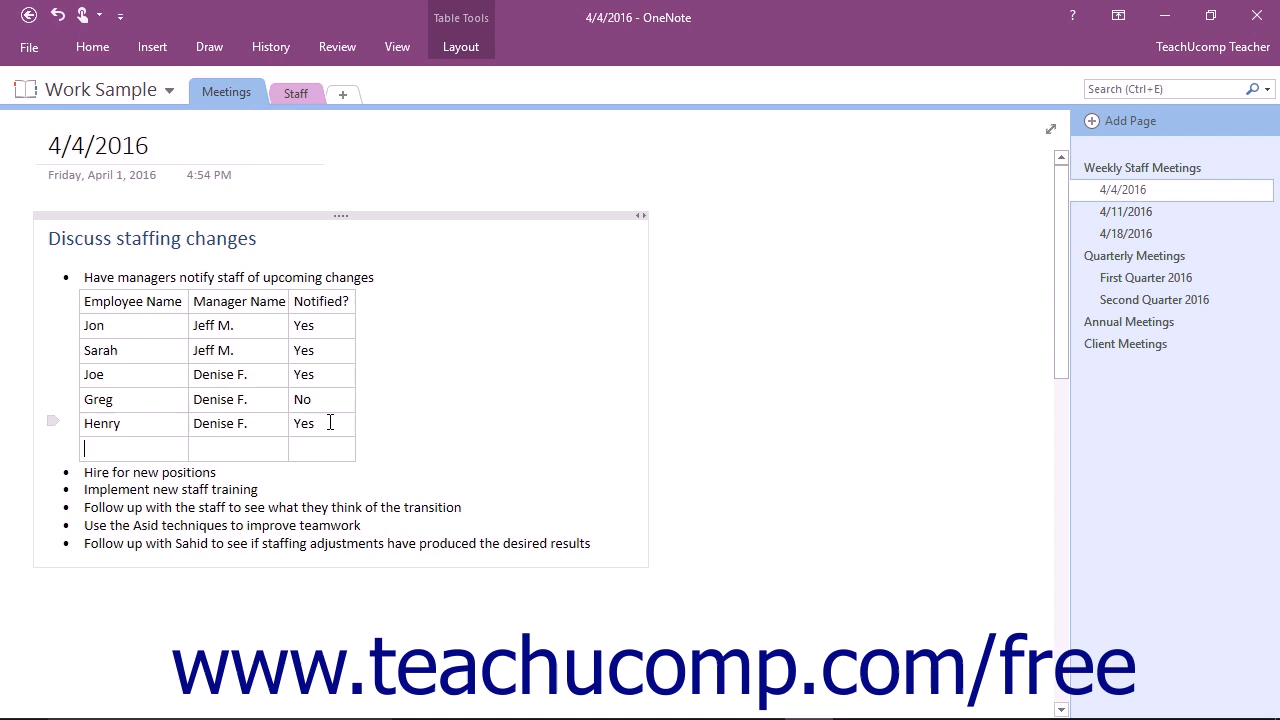 Table Tools
4/4/2016 - OneNote
?
File Home Insert Draw History Review View Layout TeachUcomp Teacher
Work Sample Meetings Staff +
Search (Ctrl+E)
Add Page
4/4/2016
Friday, April 1, 2016 4:54 PM
Weekly Staff Meetings
4/4/2016
4/11/2016
4/18/2016
Quarterly Meetings
First Quarter 2016
Second Quarter 2016
Annual Meetings
Client Meetings
Discuss staffing changes
• Have managers notify staff of upcoming changes
Employee Name Manager Name Notified?
Jon Jeff M. Yes
Sarah Jeff M. Yes
Joe Denise F. Yes
Greg Denise F. No
Henry Denise F. Yes
• Hire for new positions
• Implement new staff training
• Follow up with the staff to see what they think of the transition
• Use the Asid techniques to improve teamwork
• Follow up with Sahid to see if staffing adjustments have produced the desired results
www.teachucomp.com/free